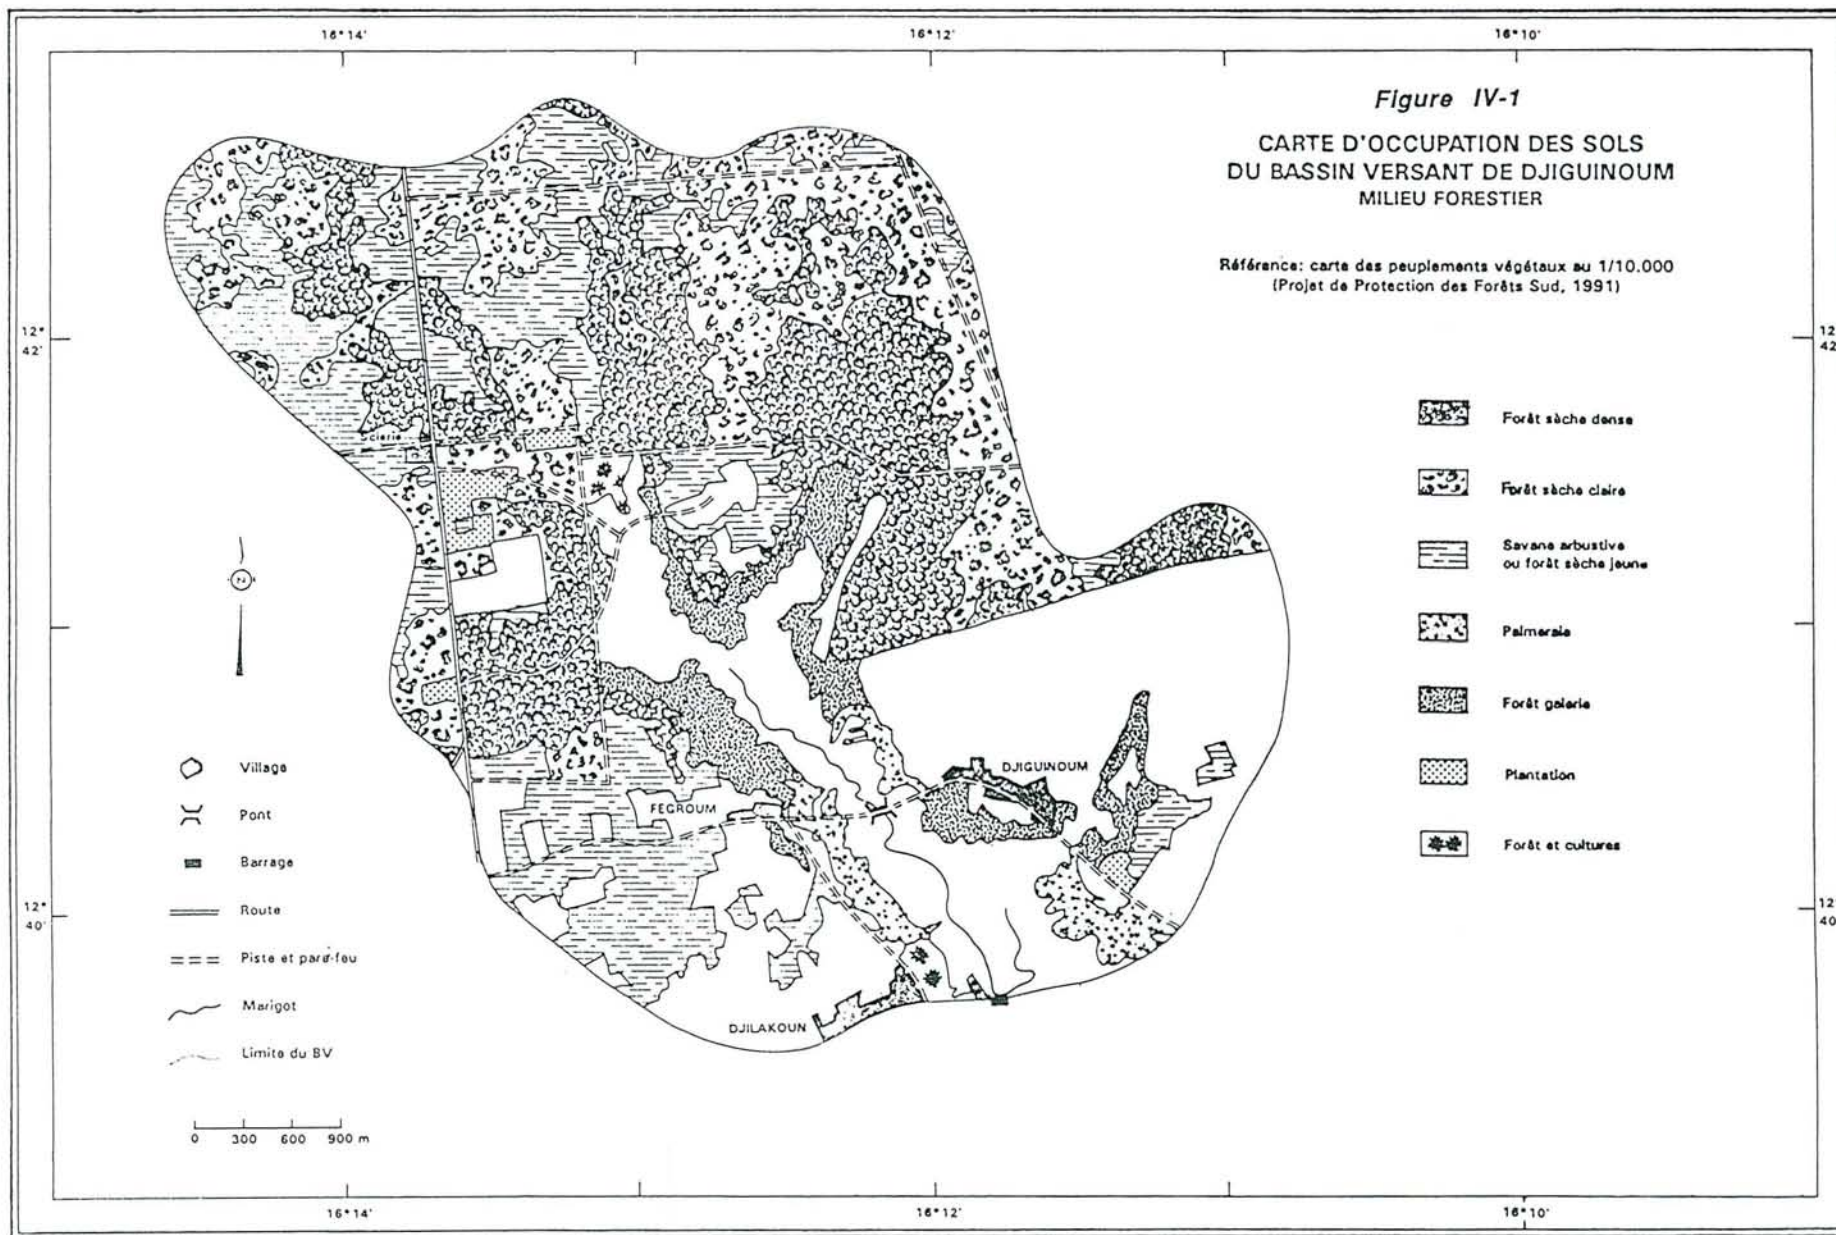 16°14'
16°12'
16°10'
Figure IV-1
CARTE D'OCCUPATION DES SOLS
DU BASSIN VERSANT DE DJIGUINOUM
MILIEU FORESTIER
Référence: carte des peuplements végétaux au 1/10.000
(Projet de Protection des Forêts Sud, 1991)
12°
42'
12
42
Forêt sèche dense
Forêt sèche claire
Savane arbustive
ou forêt sèche jeune
Palmeraie
Forêt galerie
Plantation
Forêt et cultures
Scierie
N
Village
Pont
Barrage
Route
Piste et pare-feu
Marigot
Limite du BV
0 300 600 900 m
DJIGUINOUM
FEGROUM
DJILAKOUN
12°
40'
12°
40
16°14'
16°12'
16°10'